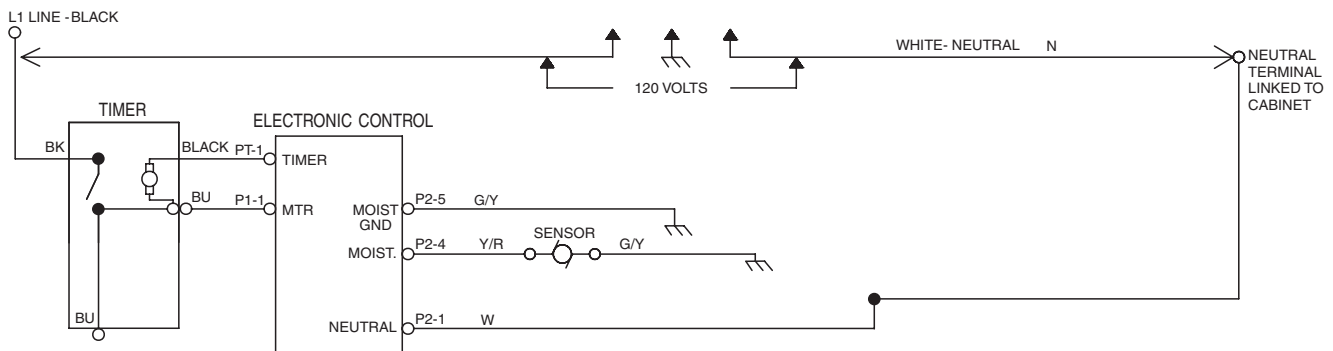 L1 LINE -BLACK
WHITE- NEUTRAL N
NEUTRAL
TERMINAL
LINKED TO
CABINET
120 VOLTS
TIMER
ELECTRONIC CONTROL
BK
BLACK PT-1 TIMER
BU P1-1 MTR
MOIST
GND
P2-5 G/Y
MOIST. P2-4 Y/R SENSOR G/Y
BU
NEUTRAL P2-1 W